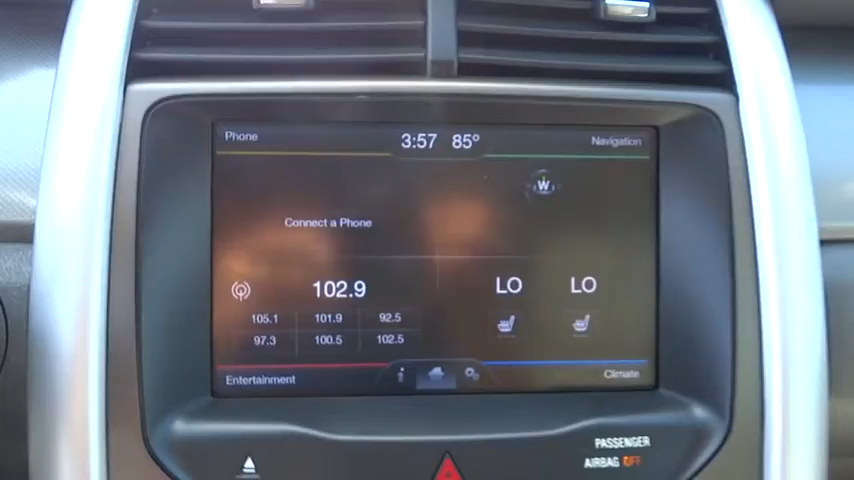 Phone 3:57 85° Navigation
W
Connect a Phone
102.9 LO LO
105.1 101.9 92.5
97.3 100.5 102.5
Entertainment Climate
PASSENGER
AIRBAG OFF